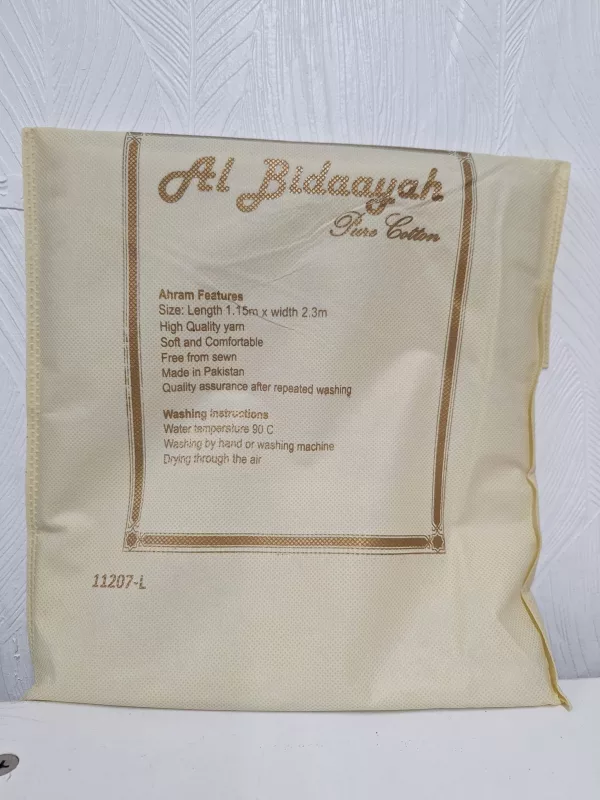 Al Bidaayah
Pure Cotton
Ahram Features
Size: Length 1.15m x width 2.3m
High Quality yarn
Soft and Comfortable
Free from sewn
Made in Pakistan
Quality assurance after repeated washing
Washing Instructions
Water temperature 90 C
Washing by hand or washing machine
Drying through the air
11207-L